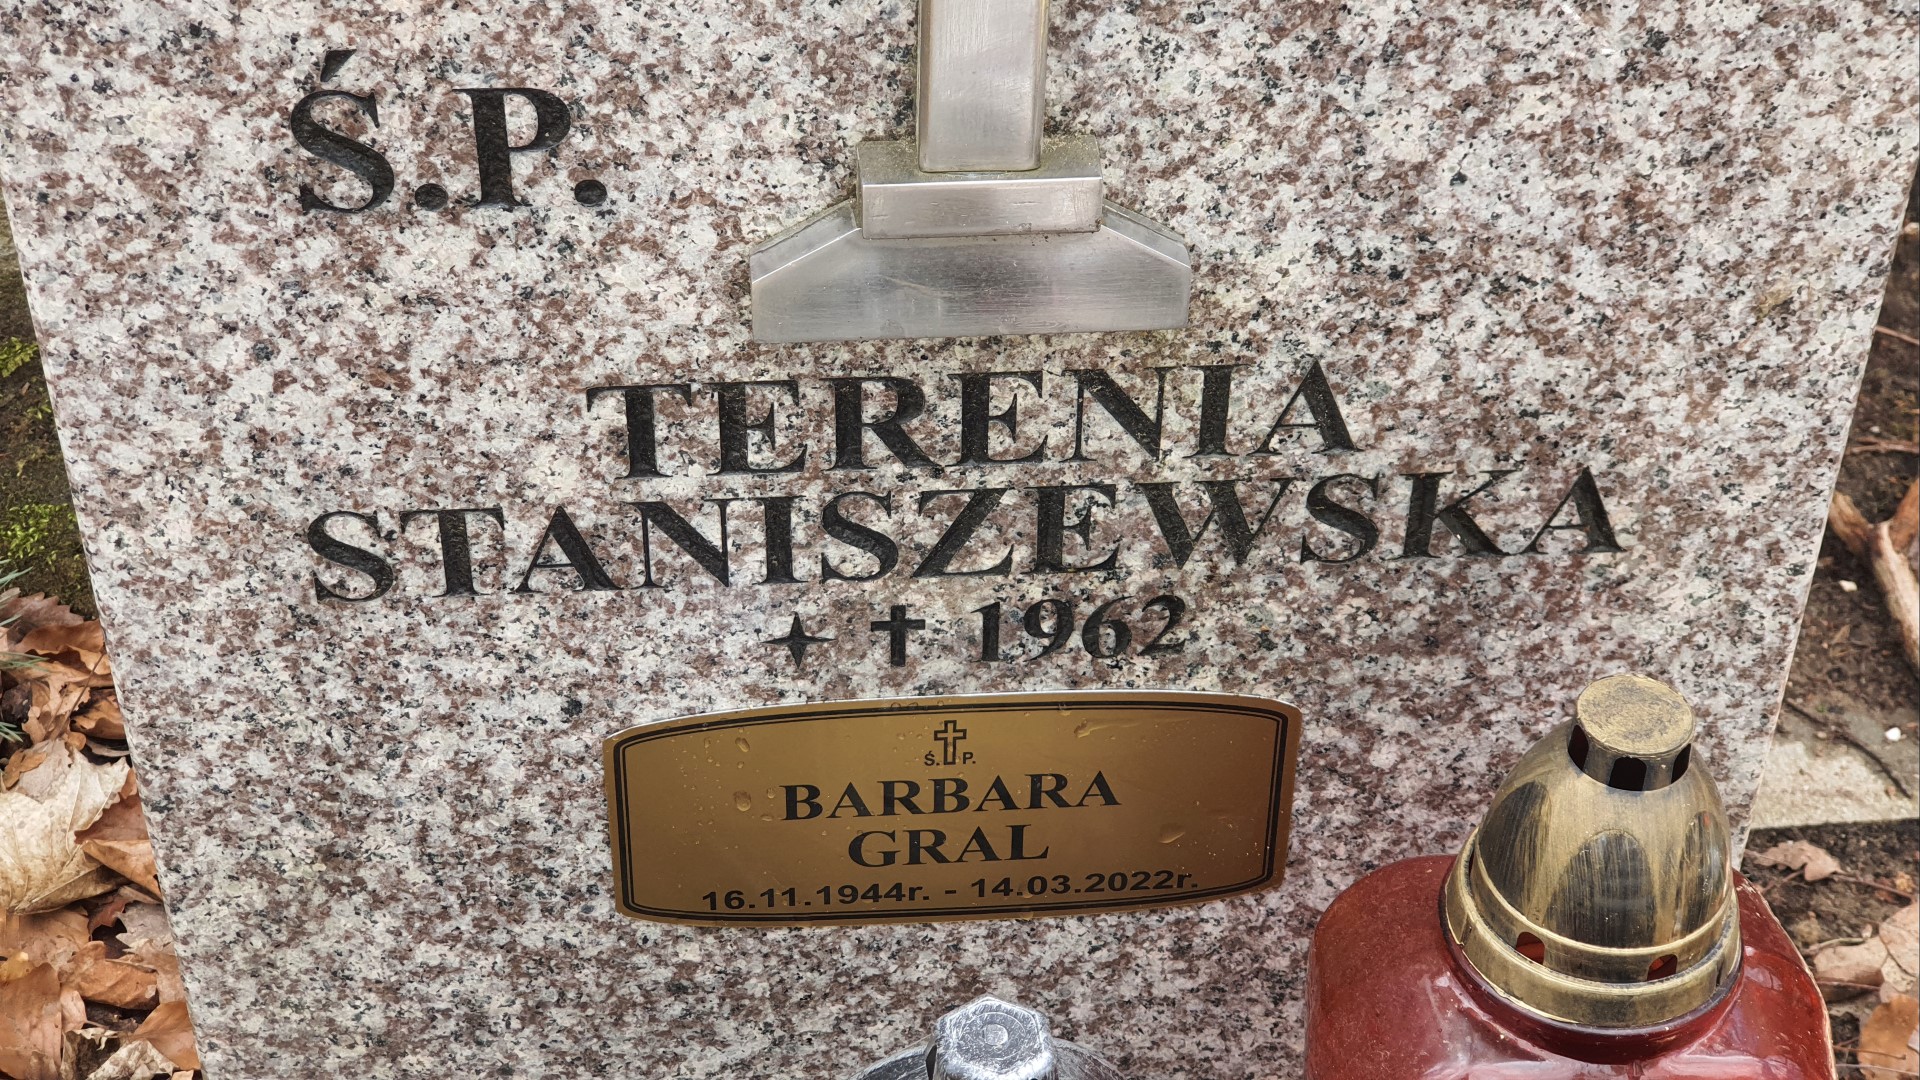 Ś.P.
TERENIA
STANISZEWSKA
✦ ✝ 1962
Ś. P.
BARBARA
GRAL
16.11.1944r. - 14.03.2022r.